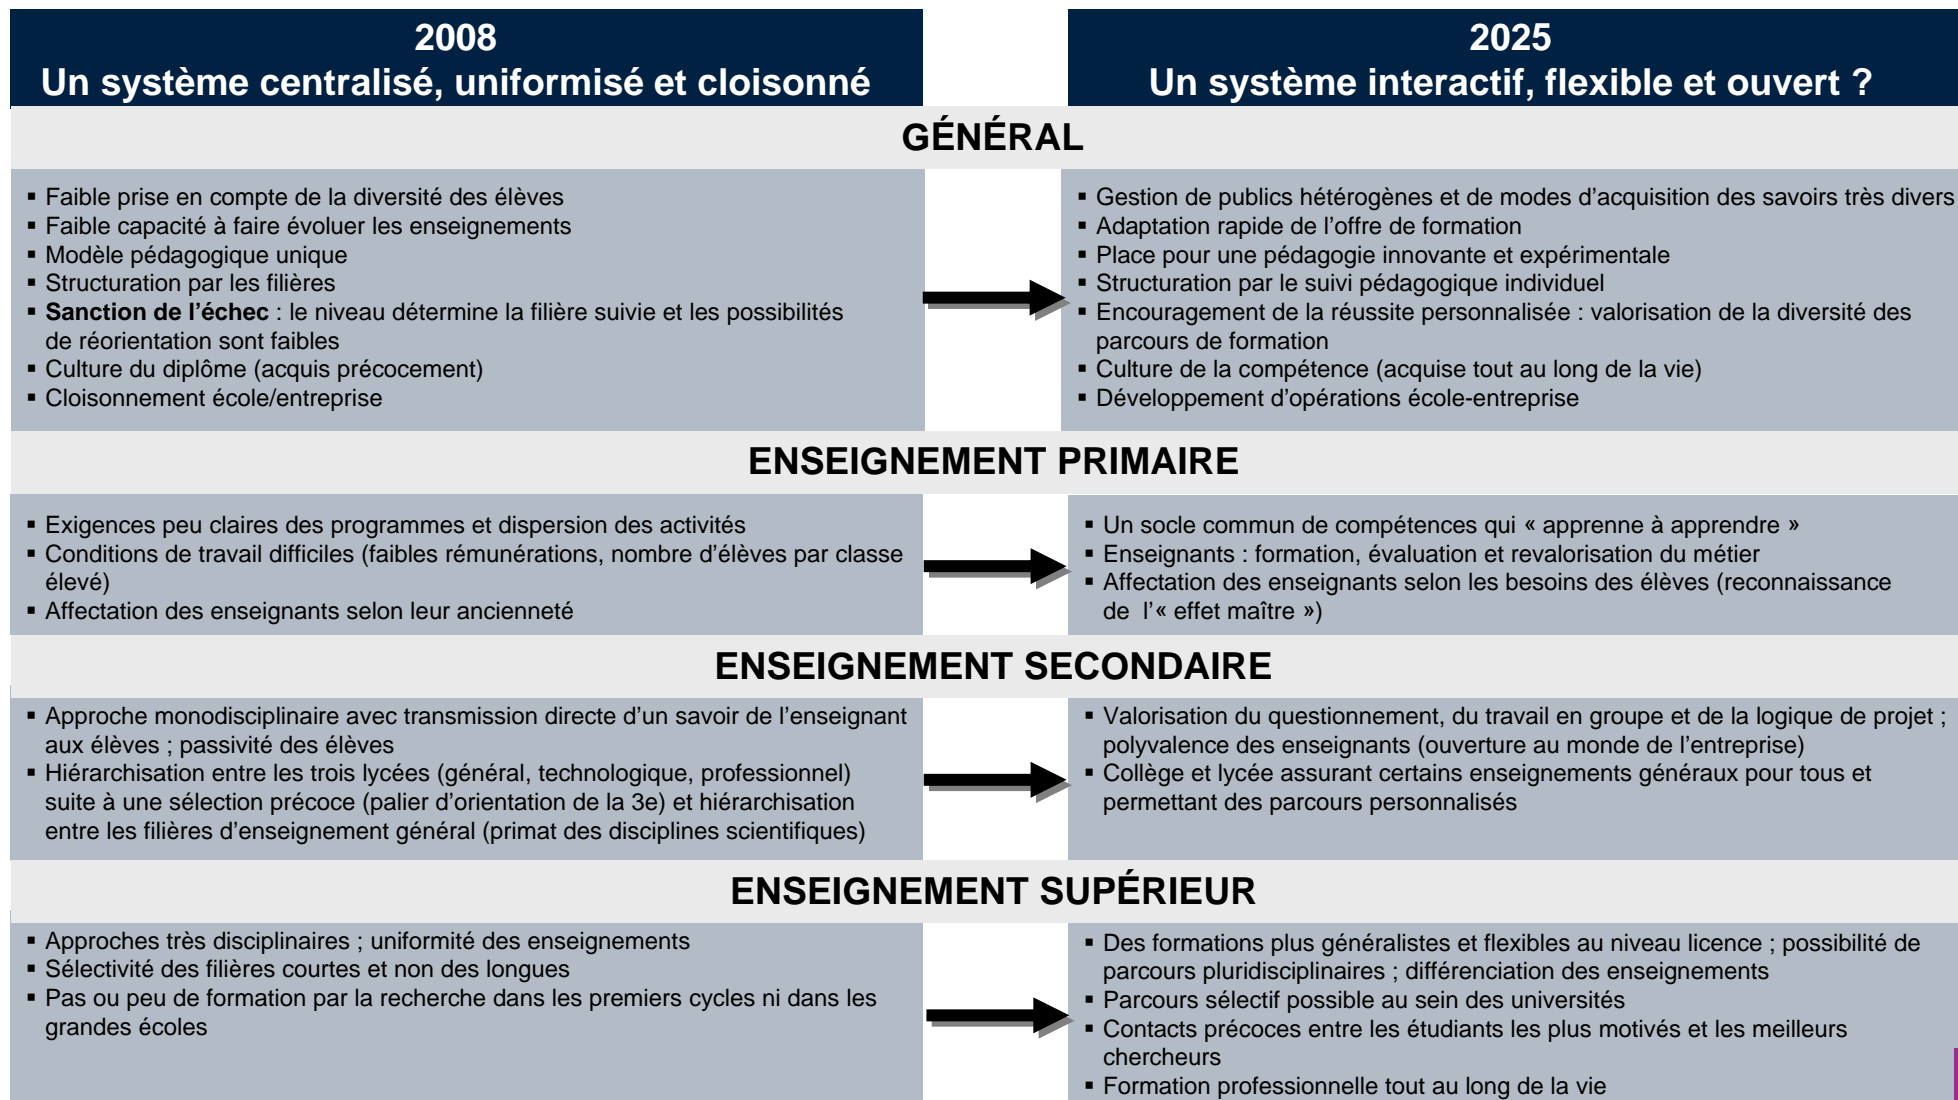 2008
Un système centralisé, uniformisé et cloisonné
2025
Un système interactif, flexible et ouvert ?
GÉNÉRAL
▪ Faible prise en compte de la diversité des élèves
▪ Faible capacité à faire évoluer les enseignements
▪ Modèle pédagogique unique
▪ Structuration par les filières
▪ Sanction de l’échec : le niveau détermine la filière suivie et les possibilités
de réorientation sont faibles
▪ Culture du diplôme (acquis précocement)
▪ Cloisonnement école/entreprise
▪ Gestion de publics hétérogènes et de modes d’acquisition des savoirs très divers
▪ Adaptation rapide de l’offre de formation
▪ Place pour une pédagogie innovante et expérimentale
▪ Structuration par le suivi pédagogique individuel
▪ Encouragement de la réussite personnalisée : valorisation de la diversité des
parcours de formation
▪ Culture de la compétence (acquise tout au long de la vie)
▪ Développement d’opérations école-entreprise
ENSEIGNEMENT PRIMAIRE
▪ Exigences peu claires des programmes et dispersion des activités
▪ Conditions de travail difficiles (faibles rémunérations, nombre d’élèves par classe
élevé)
▪ Affectation des enseignants selon leur ancienneté
▪ Un socle commun de compétences qui « apprenne à apprendre »
▪ Enseignants : formation, évaluation et revalorisation du métier
▪ Affectation des enseignants selon les besoins des élèves (reconnaissance
de l’« effet maître »)
ENSEIGNEMENT SECONDAIRE
▪ Approche monodisciplinaire avec transmission directe d’un savoir de l’enseignant
aux élèves ; passivité des élèves
▪ Hiérarchisation entre les trois lycées (général, technologique, professionnel)
suite à une sélection précoce (palier d’orientation de la 3e) et hiérarchisation
entre les filières d’enseignement général (primat des disciplines scientifiques)
▪ Valorisation du questionnement, du travail en groupe et de la logique de projet ;
polyvalence des enseignants (ouverture au monde de l’entreprise)
▪ Collège et lycée assurant certains enseignements généraux pour tous et
permettant des parcours personnalisés
ENSEIGNEMENT SUPÉRIEUR
▪ Approches très disciplinaires ; uniformité des enseignements
▪ Sélectivité des filières courtes et non des longues
▪ Pas ou peu de formation par la recherche dans les premiers cycles ni dans les
grandes écoles
▪ Des formations plus généralistes et flexibles au niveau licence ; possibilité de
parcours pluridisciplinaires ; différenciation des enseignements
▪ Parcours sélectif possible au sein des universités
▪ Contacts précoces entre les étudiants les plus motivés et les meilleurs
chercheurs
▪ Formation professionnelle tout au long de la vie